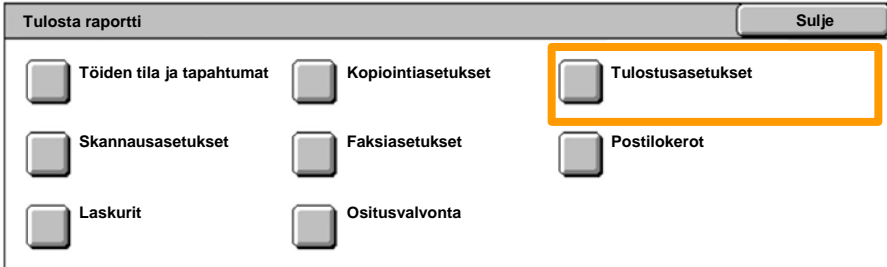 Tulosta raportti Sulje
Töiden tila ja tapahtumat Kopiointiasetukset Tulostusasetukset
Skannausasetukset Faksiasetukset Postilokerot
Laskurit Ositusvalvonta